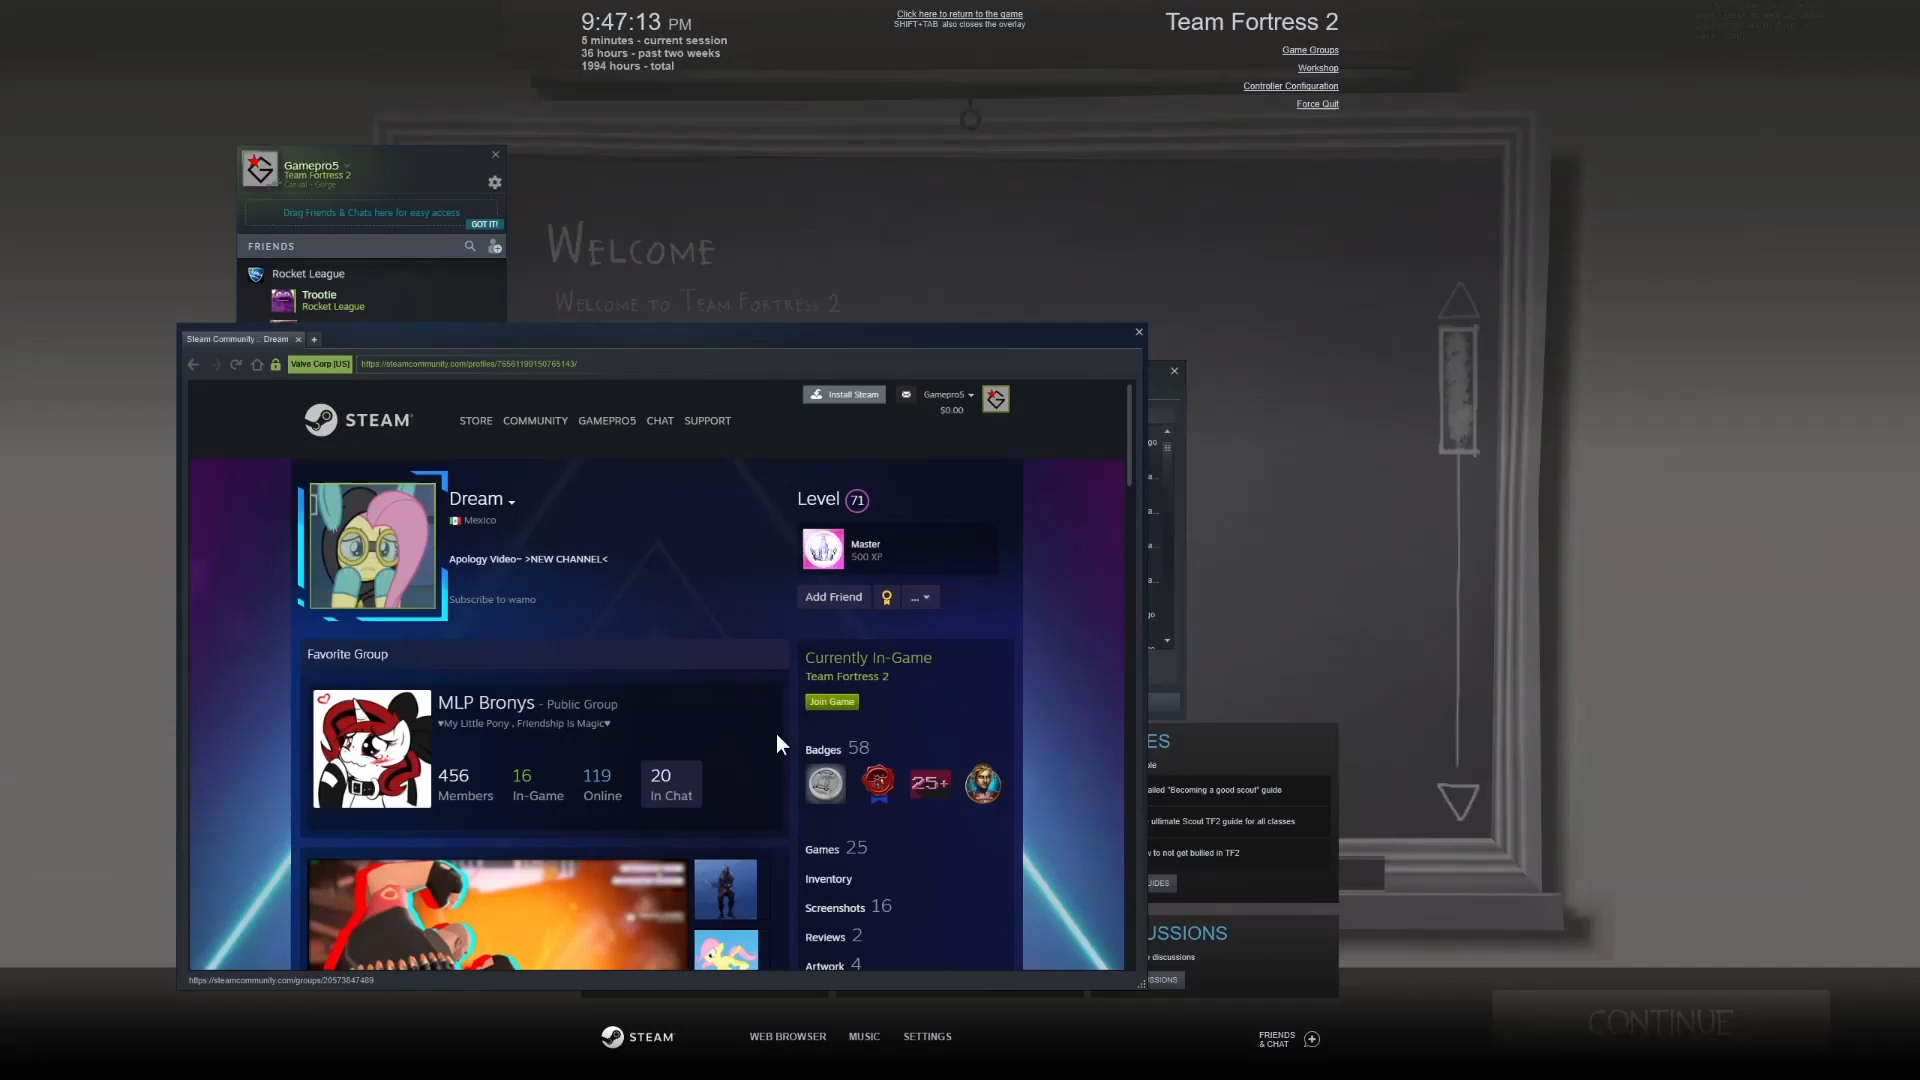 9:47:13 PM
5 minutes - current session
36 hours - past two weeks
1994 hours - total
Click here to return to the game
SHIFT+TAB also closes the overlay
Team Fortress 2
Game Groups
Workshop
Controller Configuration
Force Quit
Gamepro5
Team Fortress 2
Casual - Gorge
Drag Friends & Chats here for easy access
GOT IT!
FRIENDS
Rocket League
Trootie
Rocket League
WELCOME
WELCOME TO TEAM FORTRESS 2
Steam Community :: Dream
Valve Corp [US]
https://steamcommunity.com/profiles/76561199150765143/
Install Steam
Gamepro5
$0.00
STEAM
STORE COMMUNITY GAMEPRO5 CHAT SUPPORT
Dream
Mexico
Apology Video~ >NEW CHANNEL<
Subscribe to wamo
Level 71
Master
500 XP
Add Friend
...
Favorite Group
MLP Bronys - Public Group
♥My Little Pony , Friendship Is Magic♥
456 Members
16 In-Game
119 Online
20 In Chat
Currently In-Game
Team Fortress 2
Join Game
Badges 58
25+
Games 25
Inventory
Screenshots 16
Reviews 2
Artwork 4
https://steamcommunity.com/groups/20573847489
ES
ailed "Becoming a good scout" guide
ultimate Scout TF2 guide for all classes
to not get bullied in TF2
UIDES
USSIONS
e discussions
SSIONS
STEAM
WEB BROWSER
MUSIC
SETTINGS
FRIENDS
& CHAT
CONTINUE